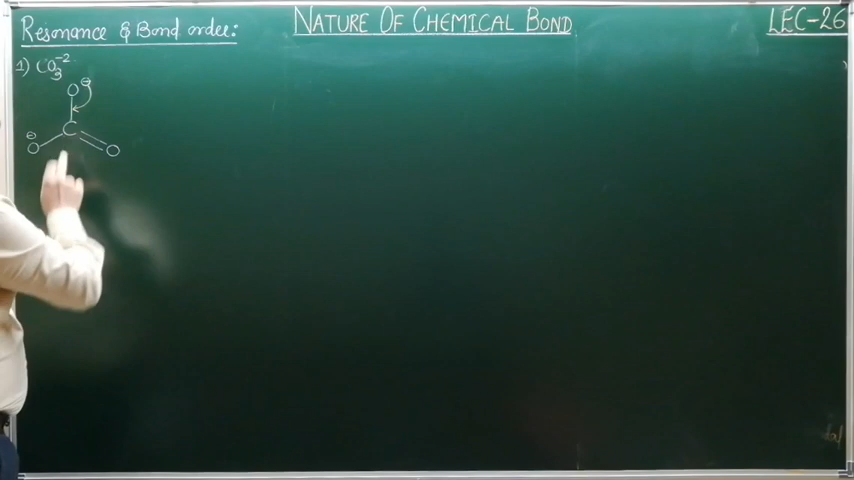 NATURE OF CHEMICAL BOND
LEC-26
Resonance & Bond order:
1) CO₃⁻²
O⊖
C
⊖
O
O